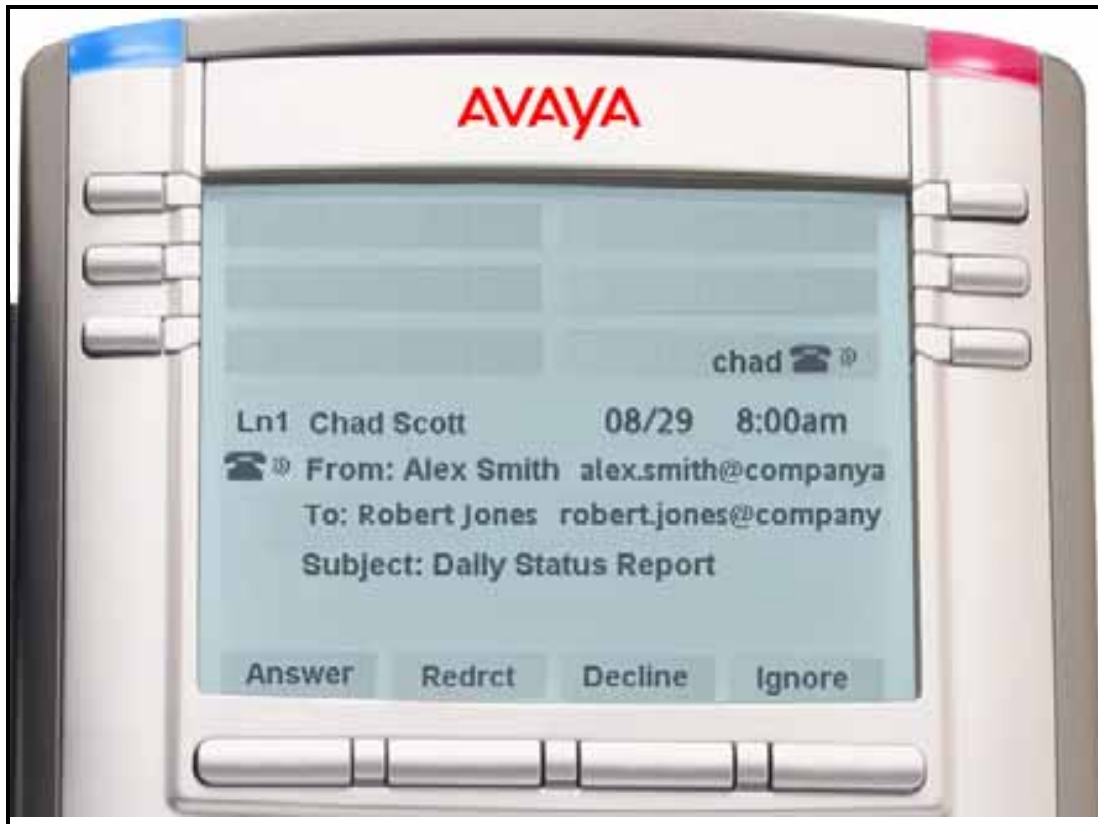 AVAYA
chad
Ln1 Chad Scott 08/29 8:00am
From: Alex Smith alex.smith@companya
To: Robert Jones robert.jones@company
Subject: Daily Status Report
Answer Redrct Decline Ignore